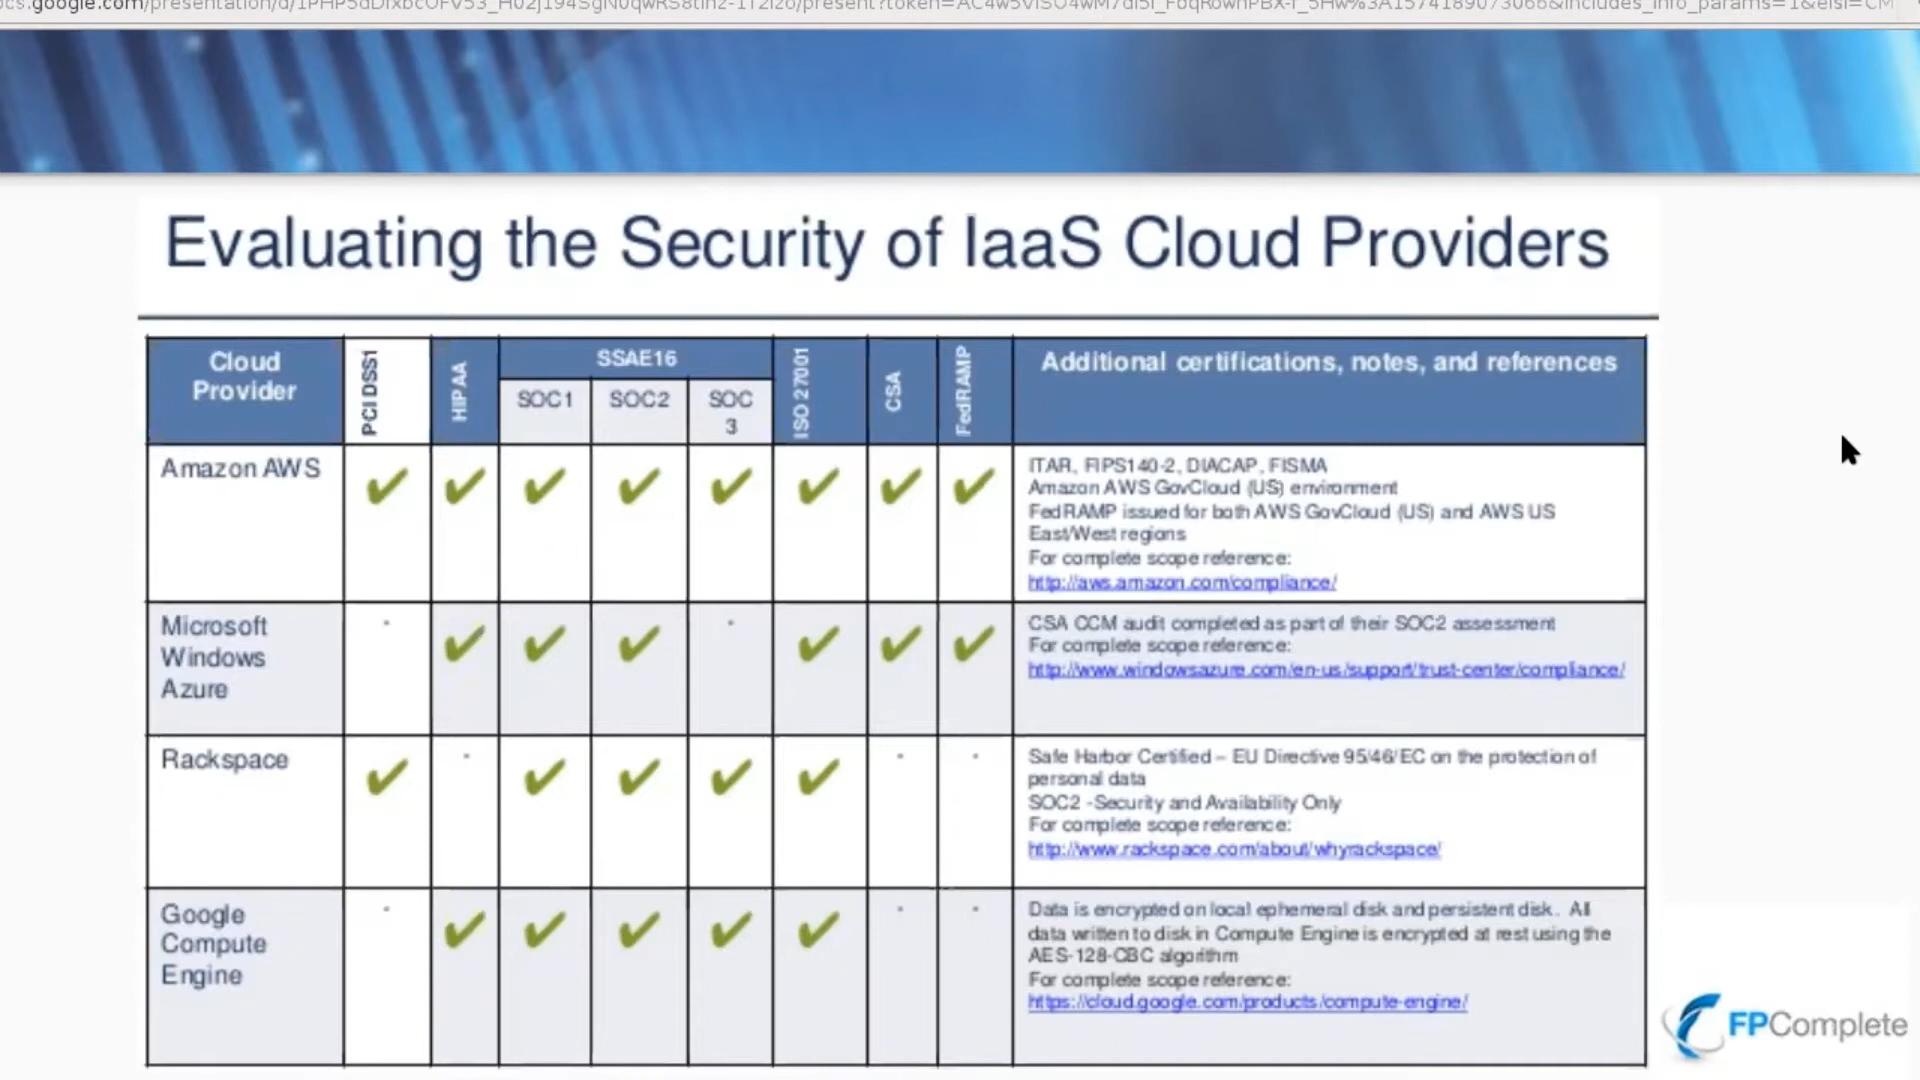 Evaluating the Security of IaaS Cloud Providers
Cloud
Provider
PCI DSS1
HIPAA
SSAE16
SOC1
SOC2
SOC
3
ISO 27001
CSA
FedRAMP
Additional certifications, notes, and references
Amazon AWS
✔ ✔ ✔ ✔ ✔ ✔ ✔ ✔
ITAR, FIPS140-2, DIACAP, FISMA
Amazon AWS GovCloud (US) environment
FedRAMP issued for both AWS GovCloud (US) and AWS US
East/West regions
For complete scope reference:
http://aws.amazon.com/compliance/
Microsoft
Windows
Azure
- ✔ ✔ ✔ - ✔ ✔ ✔
CSA CCM audit completed as part of their SOC2 assessment
For complete scope reference:
http://www.windowsazure.com/en-us/support/trust-center/compliance/
Rackspace
✔ - ✔ ✔ ✔ ✔ - -
Safe Harbor Certified – EU Directive 95/46/EC on the protection of
personal data
SOC2 -Security and Availability Only
For complete scope reference:
http://www.rackspace.com/about/whyrackspace/
Google
Compute
Engine
- ✔ ✔ ✔ ✔ ✔ - -
Data is encrypted on local ephemeral disk and persistent disk. All
data written to disk in Compute Engine is encrypted at rest using the
AES-128-CBC algorithm
For complete scope reference:
https://cloud.google.com/products/compute-engine/
FPComplete